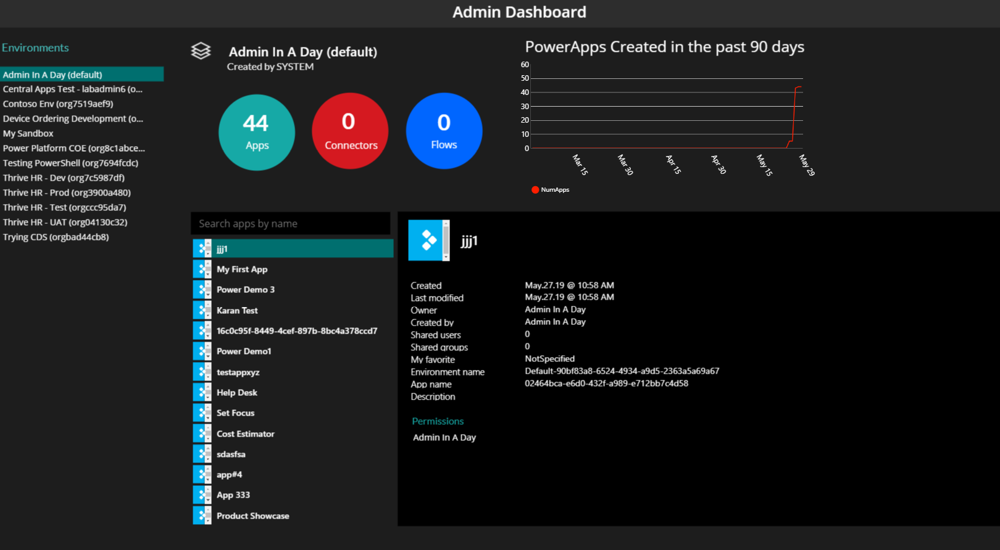 Admin Dashboard
Environments
Admin In A Day (default)
Central Apps Test - labadmin6 (o...
Contoso Env (org7519aef9)
Device Ordering Development (o...
My Sandbox
Power Platform COE (org8c1abce...
Testing PowerShell (org7694fcdc)
Thrive HR - Dev (org7c5987df)
Thrive HR - Prod (org3900a480)
Thrive HR - Test (orgccc95da7)
Thrive HR - UAT (org04130c32)
Trying CDS (orgbad44cb8)
Admin In A Day (default)
Created by SYSTEM
44
Apps
0
Connectors
0
Flows
PowerApps Created in the past 90 days
60
50
40
30
20
10
0
Mar 15
Mar 30
Apr 15
Apr 30
May 15
May 29
NumApps
Search apps by name
jjj1
My First App
Power Demo 3
Karan Test
16c0c95f-8449-4cef-897b-8bc4a378ccd7
Power Demo1
testappxyz
Help Desk
Set Focus
Cost Estimator
sdasfsa
app#4
App 333
Product Showcase
jjj1
Created May.27.19 @ 10:58 AM
Last modified May.27.19 @ 10:58 AM
Owner Admin In A Day
Created by Admin In A Day
Shared users 0
Shared groups 0
My favorite NotSpecified
Environment name Default-90bf83a8-6524-4934-a9d5-2363a5a69a67
App name 02464bca-e6d0-432f-a989-e712bb7c4d58
Description
Permissions
Admin In A Day